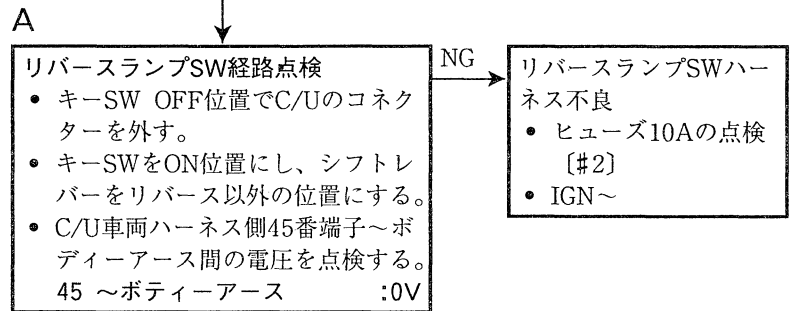 A
リバースランプSW経路点検
● キーSW OFF位置でC/Uのコネク
ターを外す。
● キーSWをON位置にし、シフトレ
バーをリバース以外の位置にする。
● C/U車両ハーネス側45番端子～ボ
ディーアース間の電圧を点検する。
45 ～ボティーアース :0V
NG
リバースランプSWハー
ネス不良
● ヒューズ10Aの点検
〔#2〕
● IGN～